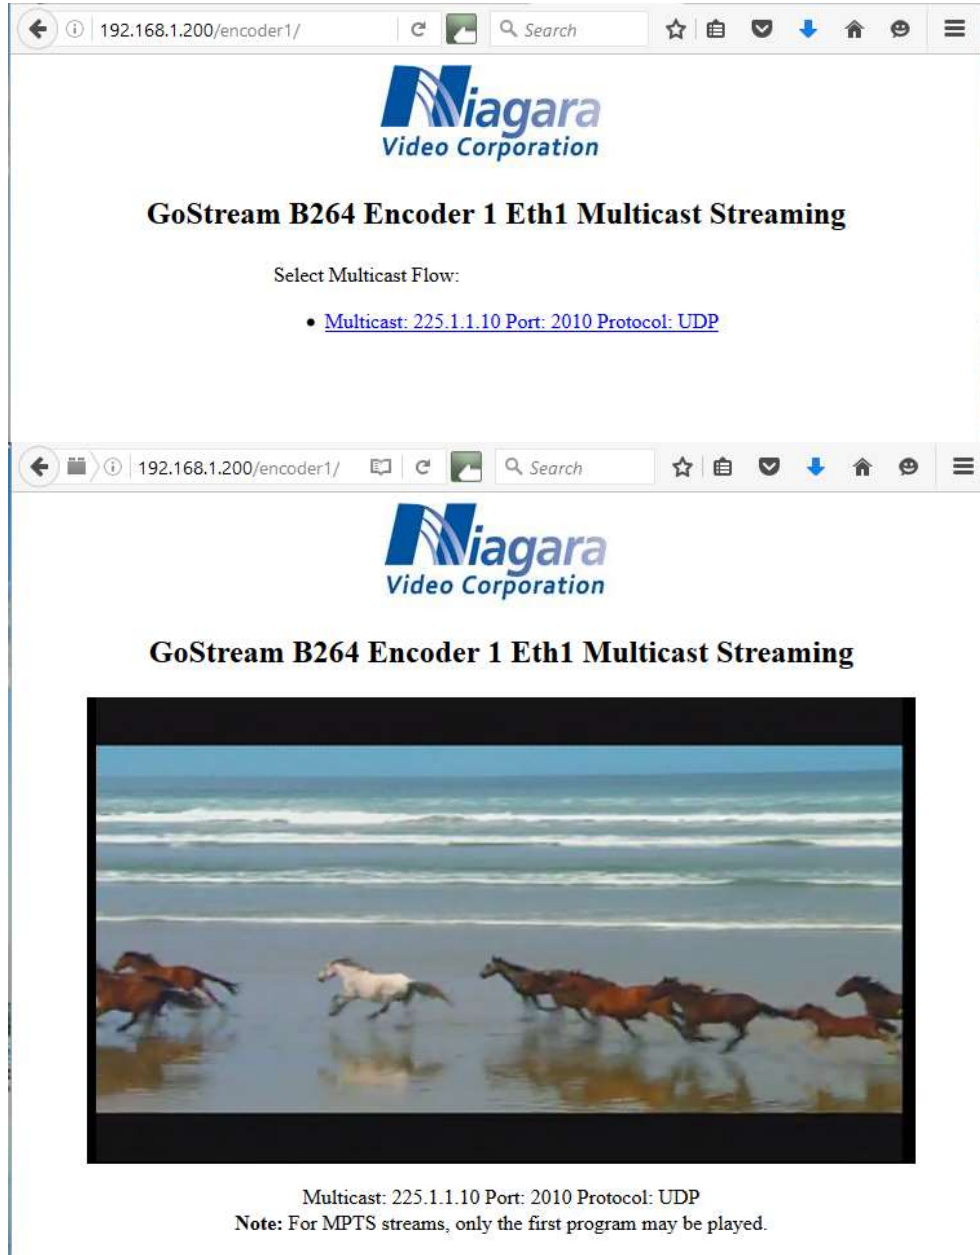 192.168.1.200/encoder1/ Search
Niagara
Video Corporation
GoStream B264 Encoder 1 Eth1 Multicast Streaming
Select Multicast Flow:
• Multicast: 225.1.1.10 Port: 2010 Protocol: UDP
192.168.1.200/encoder1/ Search
Niagara
Video Corporation
GoStream B264 Encoder 1 Eth1 Multicast Streaming
Multicast: 225.1.1.10 Port: 2010 Protocol: UDP
Note: For MPTS streams, only the first program may be played.